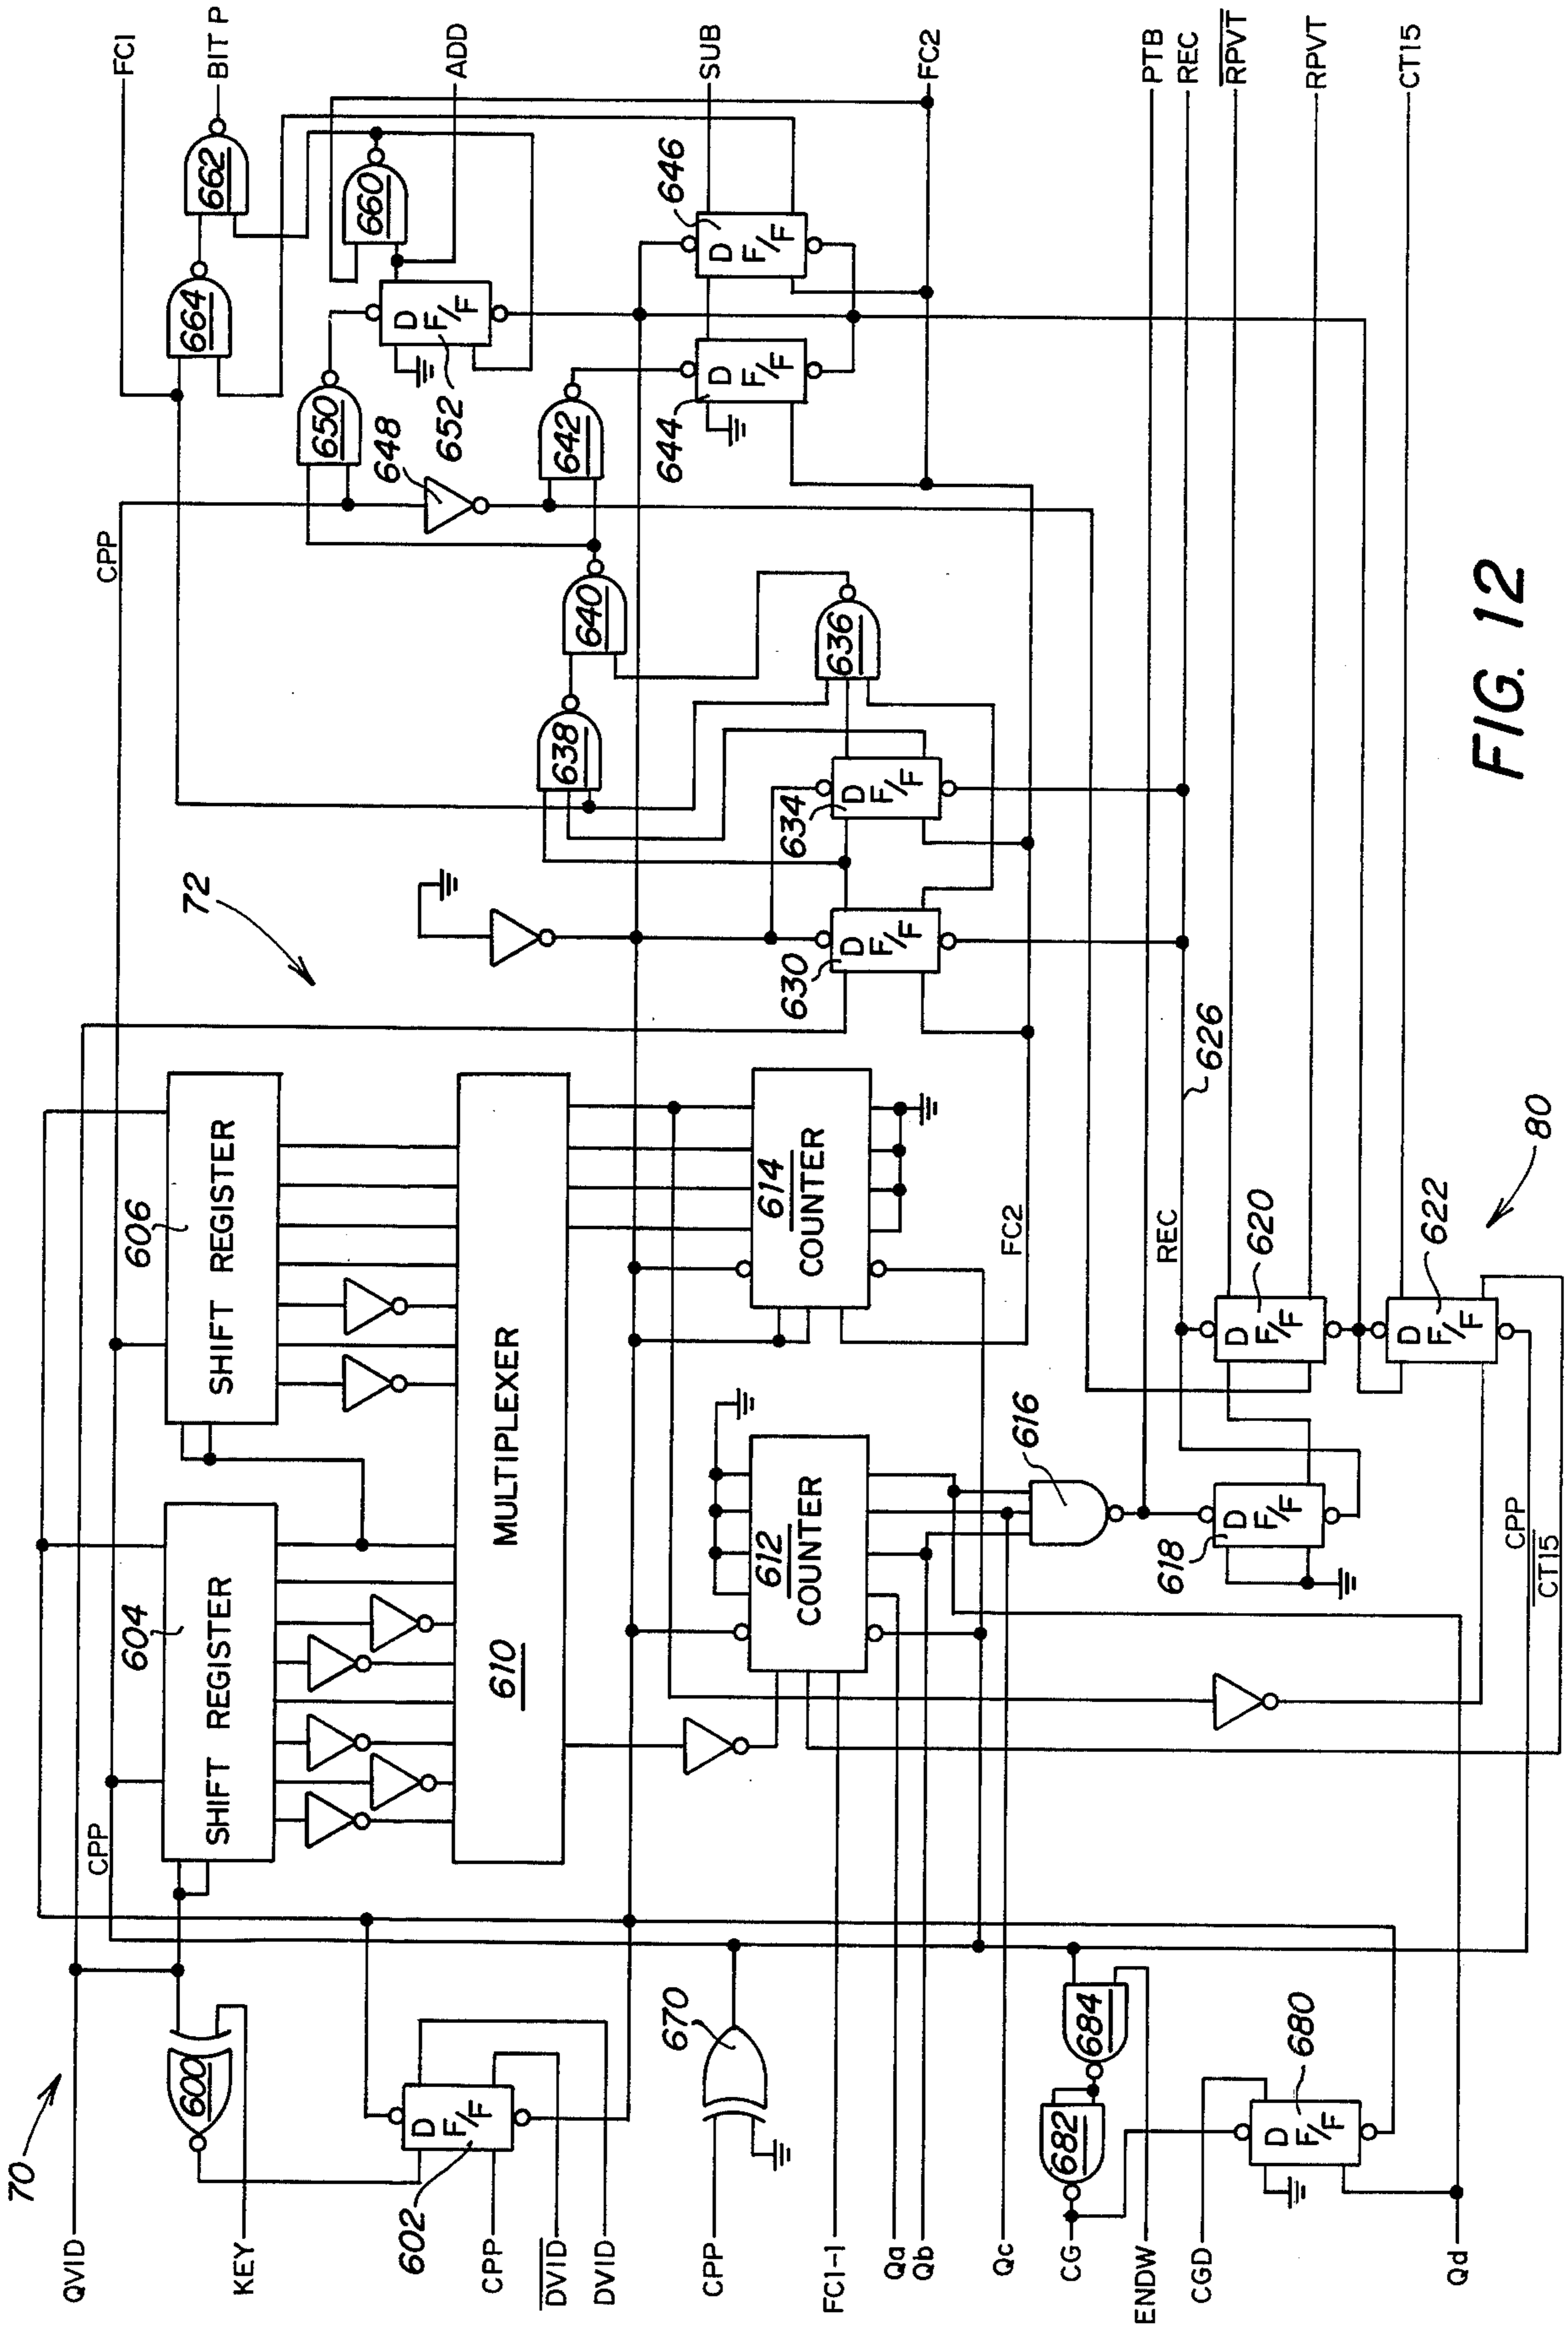 70
QVID
KEY
600
602
CPP
D
F/F
DVID
DVID
CPP
670
FC1-1
Qa
Qb
Qc
CG
ENDW
CGD
Qd
682
684
680
D
F/F
CPP
604
SHIFT REGISTER
606
SHIFT REGISTER
MULTIPLEXER
610
612
COUNTER
614
COUNTER
616
618
D
F/F
CPP
CT15
FC2
REC
626
620
D
F/F
622
D
F/F
80
72
CPP
630
D
F/F
634
D
F/F
636
638
640
642
644
D
F/F
646
D
F/F
648
650
652
D
F/F
660
662
664
FC1
BIT P
ADD
SUB
FC2
PTB
REC
RPVT
RPVT
CT15
FIG. 12